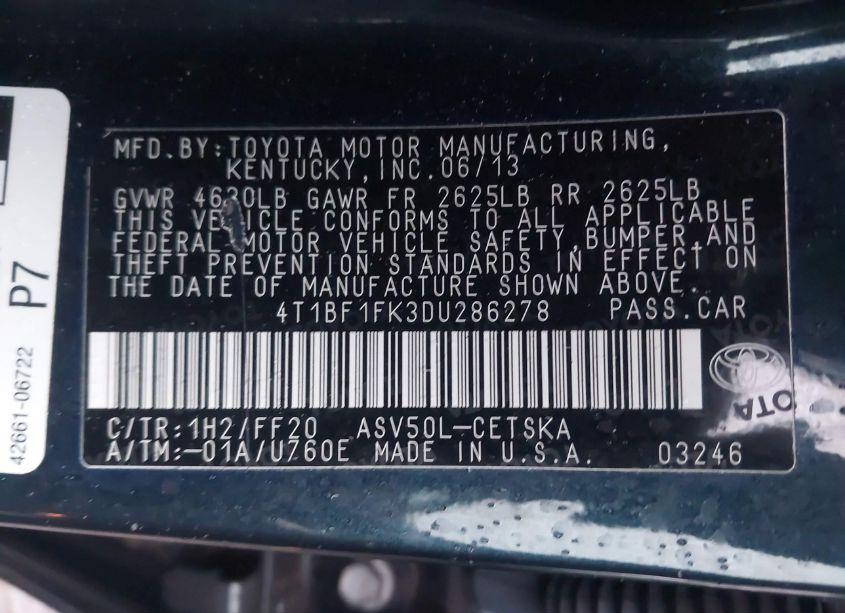 MFD.BY:TOYOTA MOTOR MANUFACTURING,
KENTUCKY,INC.06/13
GVWR 4630LB GAWR FR 2625LB RR 2625LB
THIS VEHICLE CONFORMS TO ALL APPLICABLE
FEDERAL MOTOR VEHICLE SAFETY,BUMPER,AND
THEFT PREVENTION STANDARDS IN EFFECT ON
THE DATE OF MANUFACTURE SHOWN ABOVE.
4T1BF1FK3DU286278 PASS.CAR
C/TR:1H2/FF20 ASV50L-CETSKA
A/TM:-01A/U760E MADE IN U.S.A. 03246
P7
42661-06722